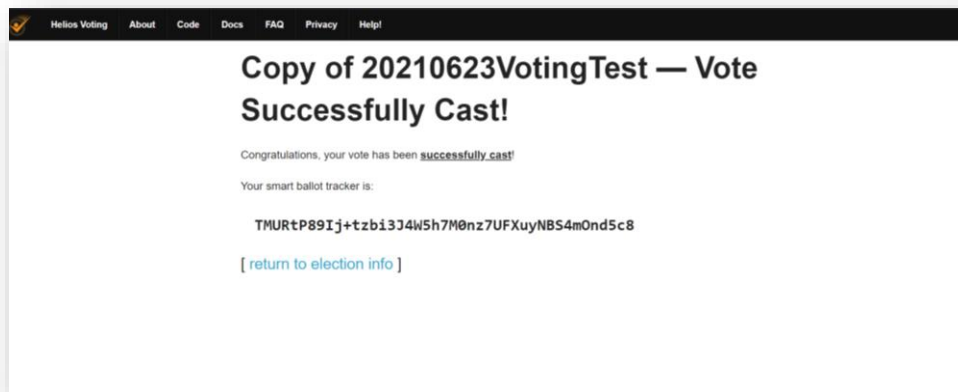 Helios Voting About Code Docs FAQ Privacy Help!
Copy of 20210623VotingTest — Vote
Successfully Cast!
Congratulations, your vote has been successfully cast!
Your smart ballot tracker is:
TMURtP89Ij+tzbi3J4W5h7M0nz7UFXuyNBS4mOnd5c8
[ return to election info ]